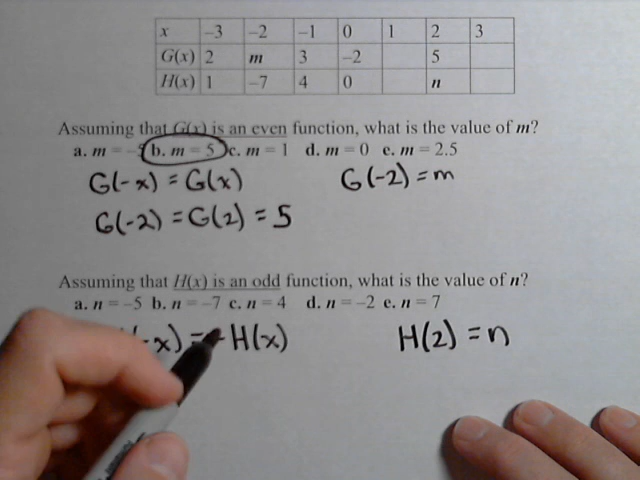 x −3 −2 −1 0 1 2 3
G(x) 2 m 3 −2 5
H(x) 1 −7 4 0 n
Assuming that G(x) is an even function, what is the value of m?
a. m = −5 b. m = 5 c. m = 1 d. m = 0 e. m = 2.5
G(-x) = G(x) G(-2) = m
G(-2) = G(2) = 5
Assuming that H(x) is an odd function, what is the value of n?
a. n = −5 b. n = −7 c. n = 4 d. n = −2 e. n = 7
(-x) = - H(x) H(2) = n